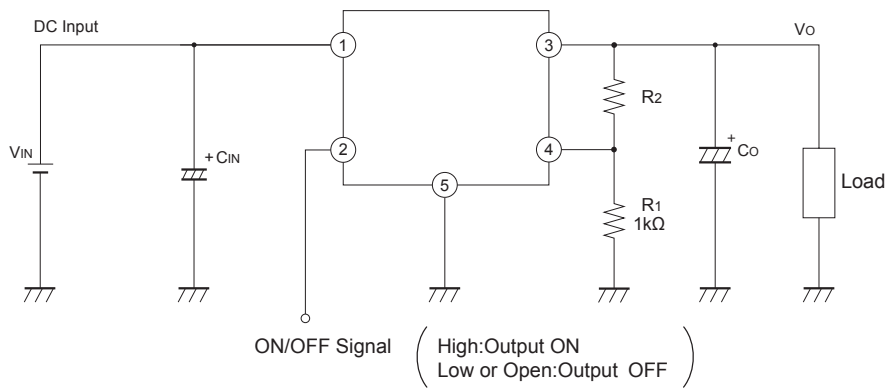 DC Input
1
3
VO
R2
VIN
+ CIN
2
4
+
CO
5
R1
1kΩ
Load
ON/OFF Signal
High:Output ON
Low or Open:Output OFF